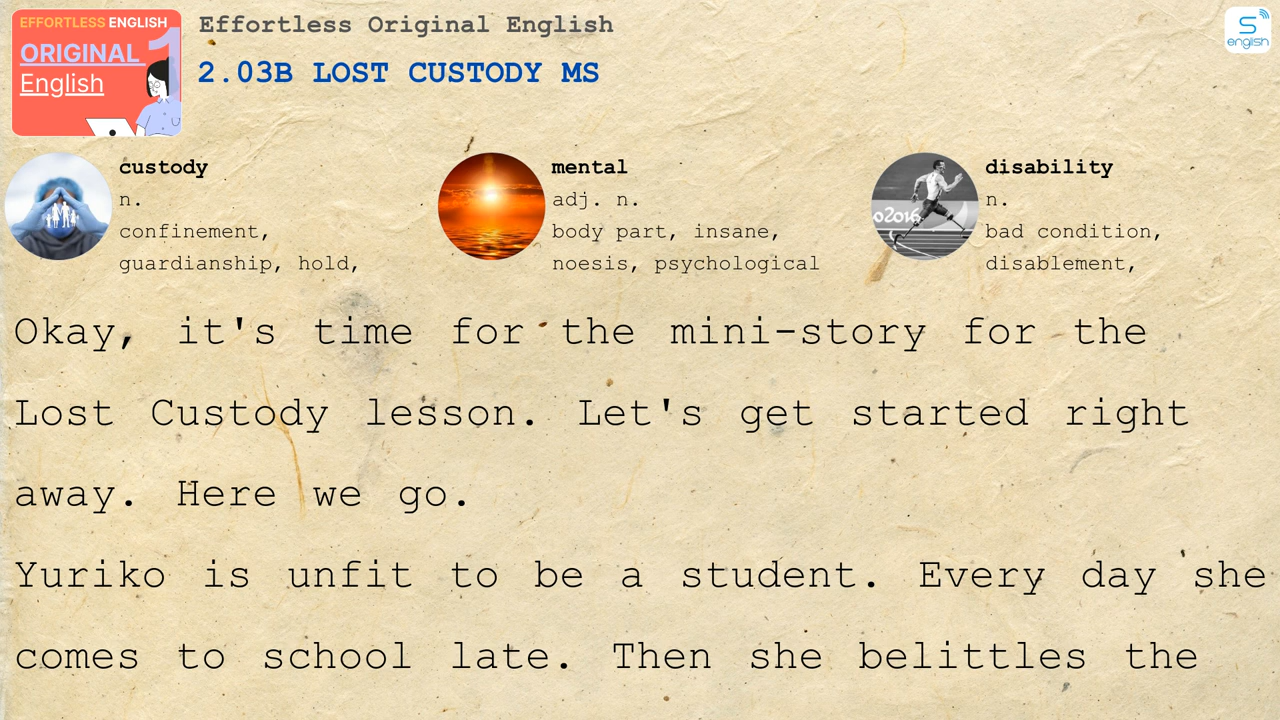 EFFORTLESS ENGLISH
ORIGINAL 1
English
Effortless Original English
2.03B LOST CUSTODY MS
S
english
custody
n.
confinement,
guardianship, hold,
mental
adj. n.
body part, insane,
noesis, psychological
o2016
disability
n.
bad condition,
disablement,
Okay, it's time for the mini-story for the
Lost Custody lesson. Let's get started right
away. Here we go.
Yuriko is unfit to be a student. Every day she
comes to school late. Then she belittles the